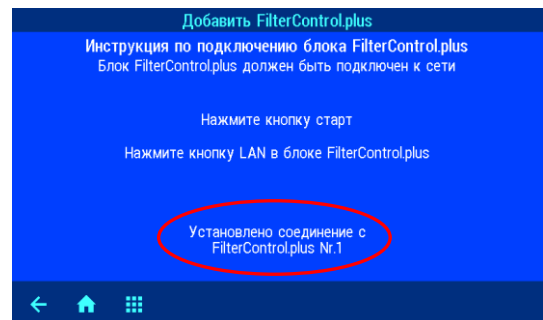 Добавить FilterControl.plus
Инструкция по подключению блока FilterControl.plus
Блок FilterControl.plus должен быть подключен к сети
Нажмите кнопку старт
Нажмите кнопку LAN в блоке FilterControl.plus
Установлено соединение с
FilterControl.plus Nr.1